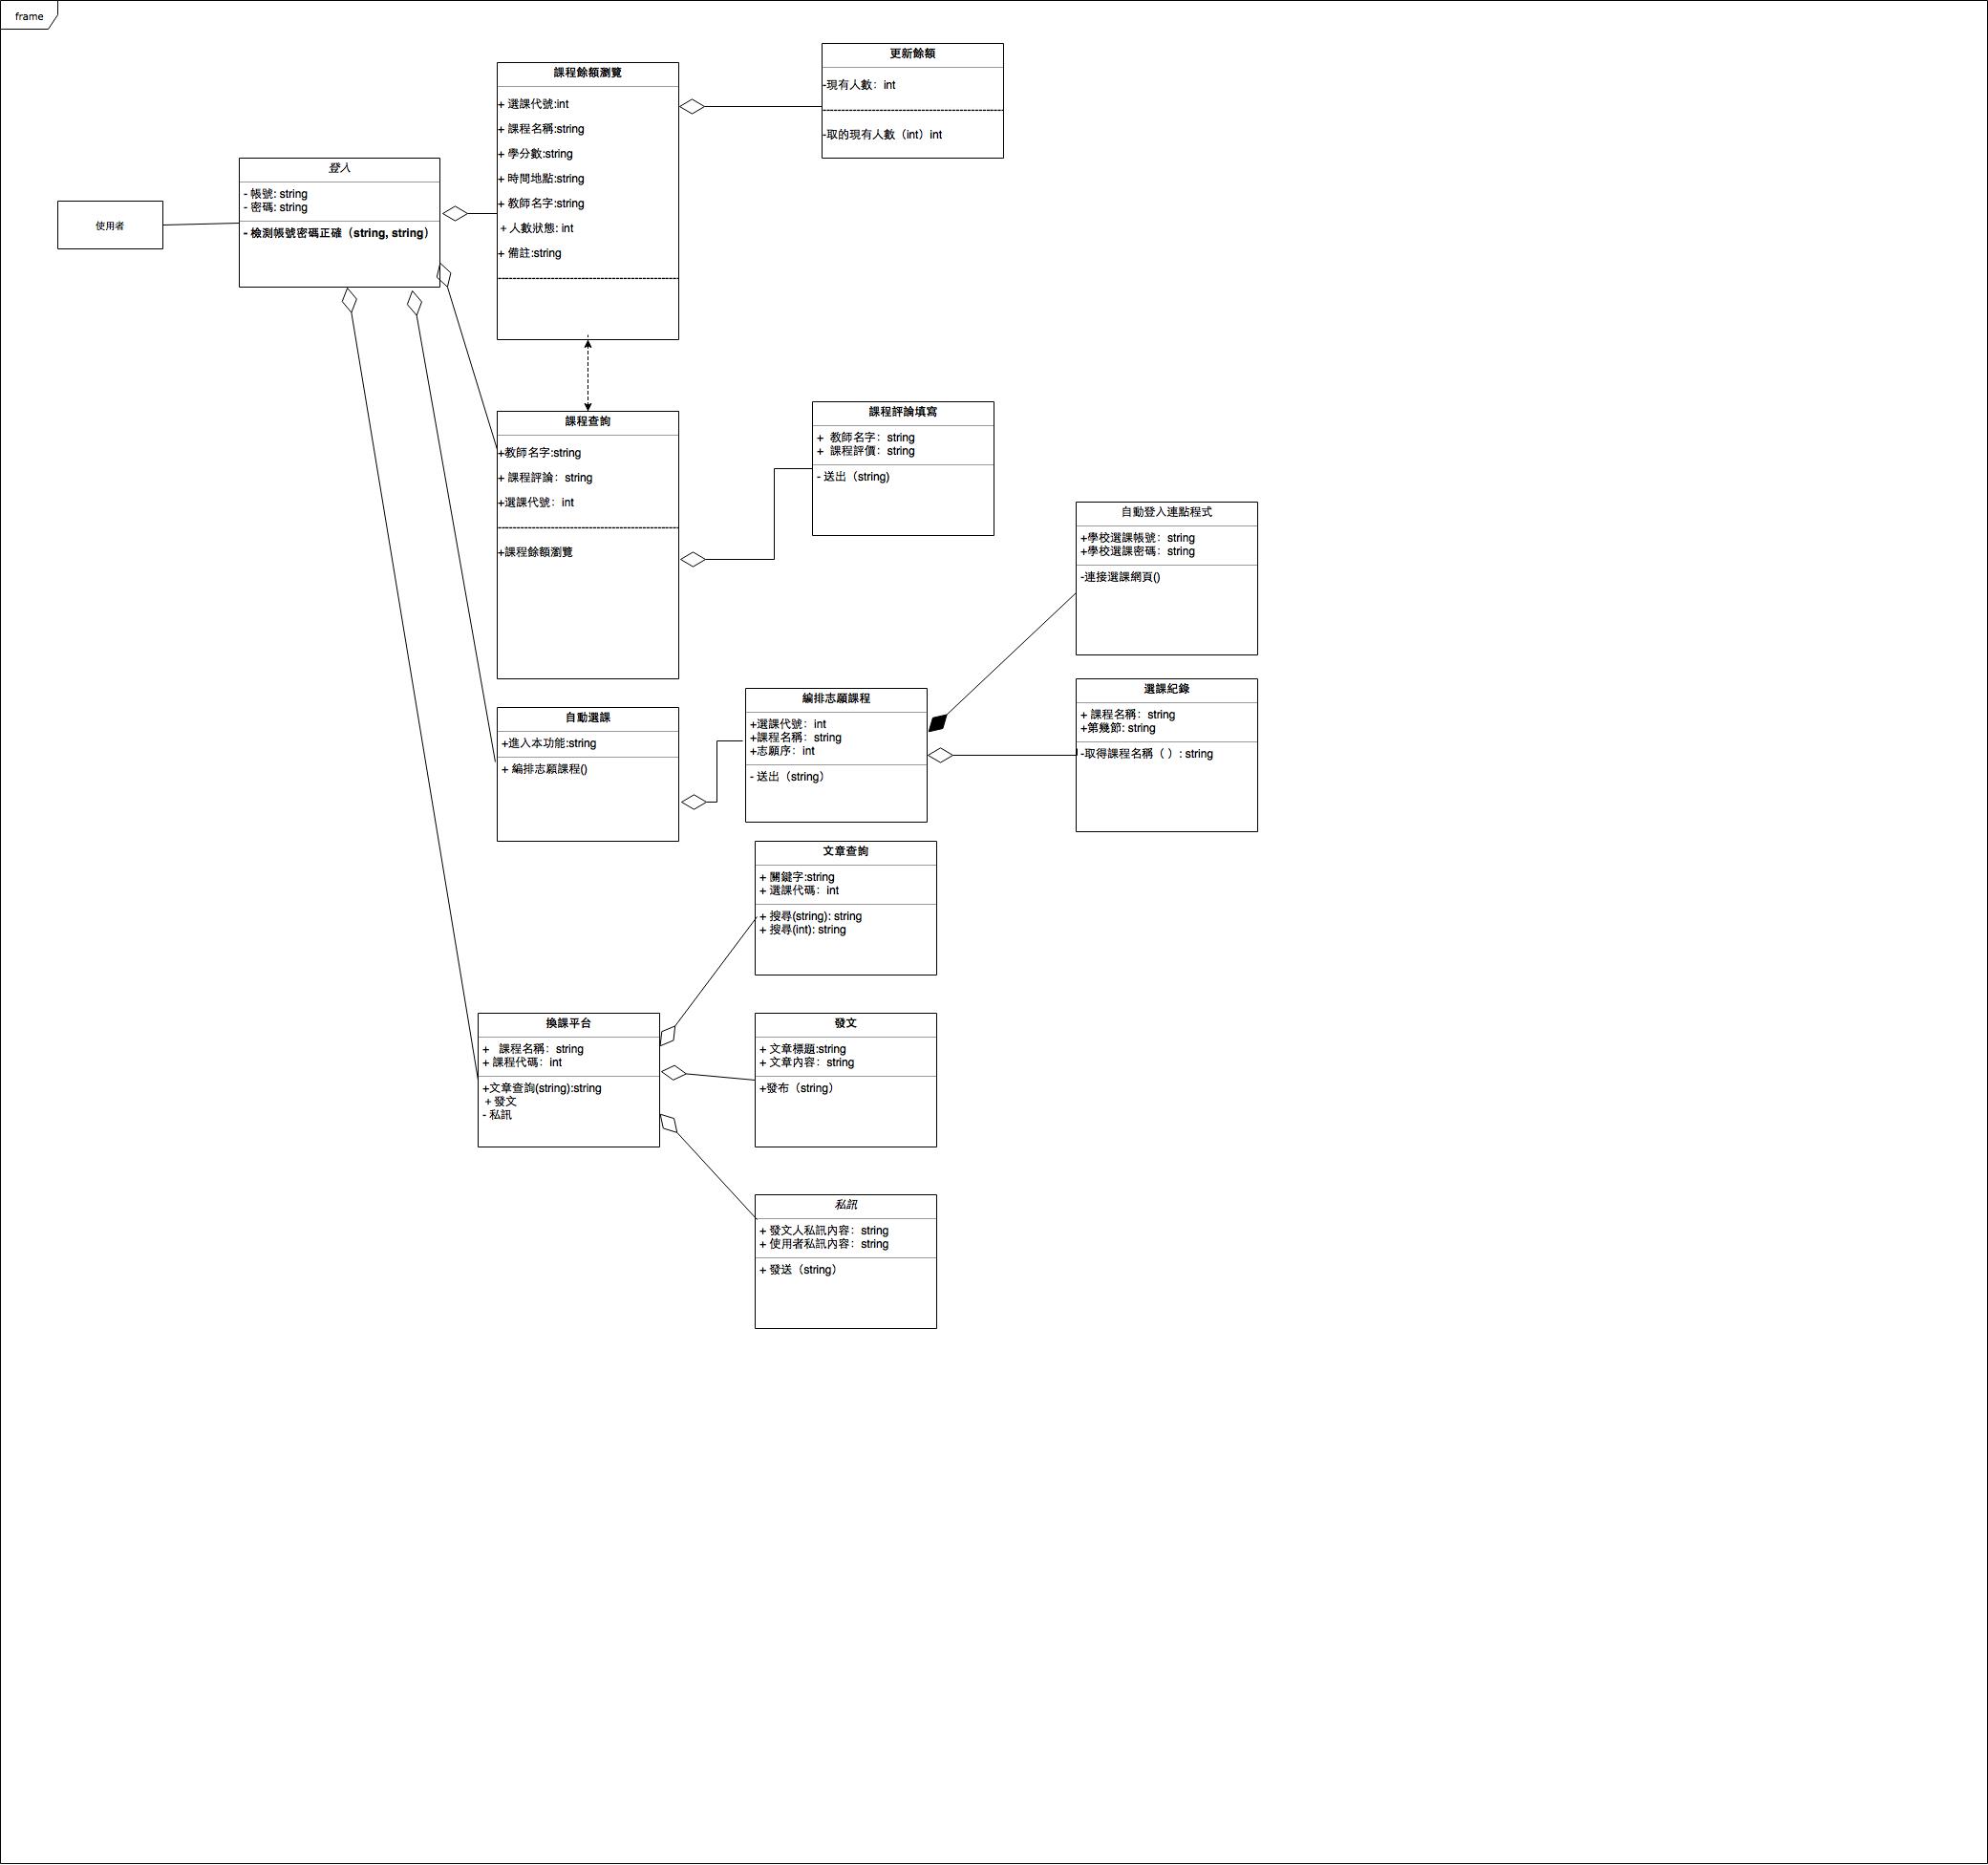 frame
使用者
登入
- 帳號: string
- 密碼: string
- 檢測帳號密碼正確（string, string）
課程餘額瀏覽
+ 選課代號:int
+ 課程名稱:string
+ 學分數:string
+ 時間地點:string
+ 教師名字:string
+ 人數狀態: int
+ 備註:string
更新餘額
-現有人數：int
-取的現有人數（int）int
課程查詢
+教師名字:string
+ 課程評論：string
+選課代號：int
+課程餘額瀏覽
課程評論填寫
+ 教師名字：string
+ 課程評價：string
- 送出（string)
自動登入連點程式
+學校選課帳號：string
+學校選課密碼：string
-連接選課網頁()
自動選課
+進入本功能:string
+ 編排志願課程()
編排志願課程
+選課代號：int
+課程名稱：string
+志願序：int
- 送出（string）
選課紀錄
+ 課程名稱：string
+第幾節: string
-取得課程名稱（ ）: string
文章查詢
+ 關鍵字:string
+ 選課代碼：int
+ 搜尋(string): string
+ 搜尋(int): string
換課平台
+ 課程名稱：string
+ 課程代碼：int
+文章查詢(string):string
+ 發文
- 私訊
發文
+ 文章標題:string
+ 文章內容：string
+發布（string）
私訊
+ 發文人私訊內容：string
+ 使用者私訊內容：string
+ 發送（string）